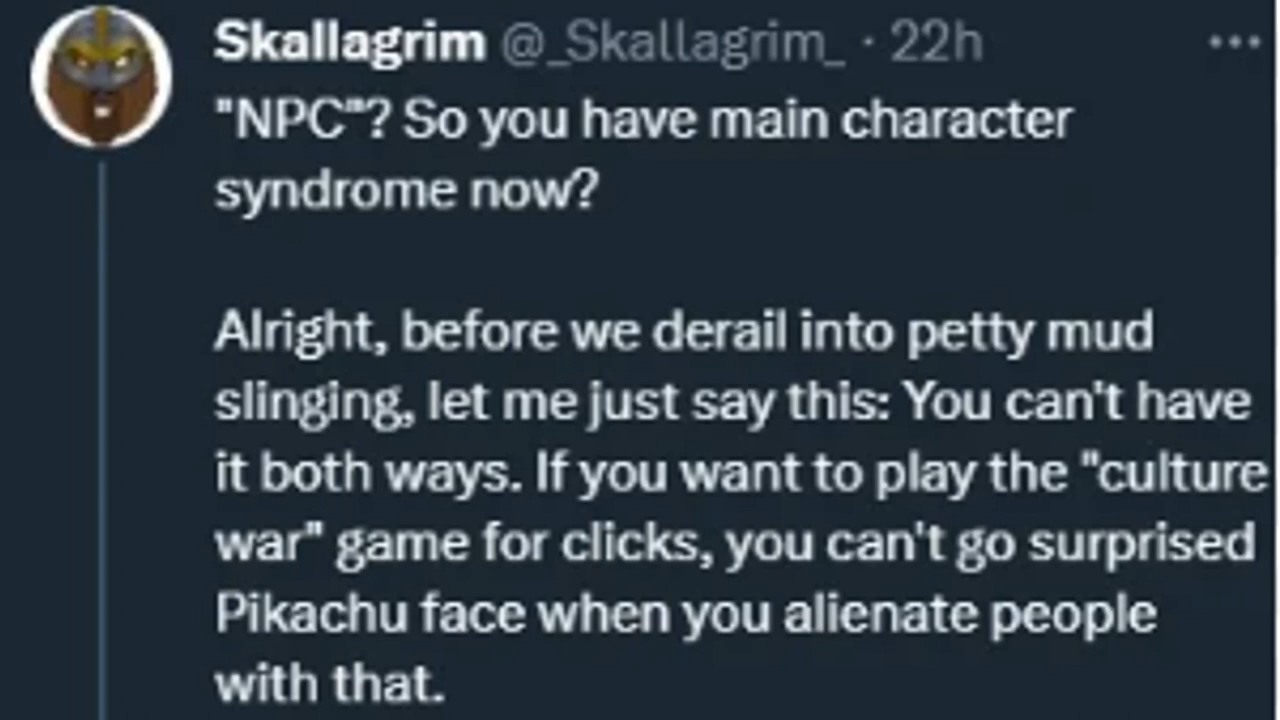 Skallagrim @_Skallagrim_ · 22h ...
"NPC"? So you have main character
syndrome now?
Alright, before we derail into petty mud
slinging, let me just say this: You can't have
it both ways. If you want to play the "culture
war" game for clicks, you can't go surprised
Pikachu face when you alienate people
with that.